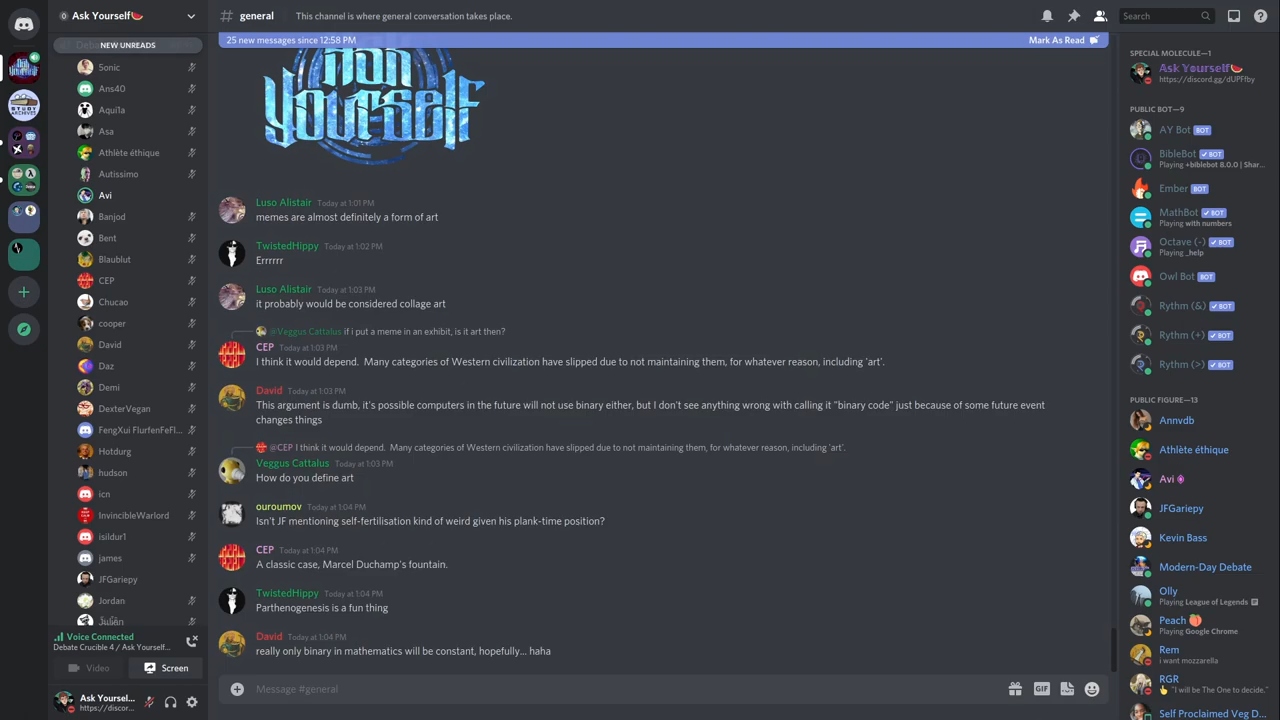 Ask Yourself🍉
# general
This channel is where general conversation takes place.
Search
NEW UNREADS
25 new messages since 12:58 PM
Mark As Read
5onic
Ans40
Aqui1a
Asa
Athlète éthique
Autissimo
Avi
Banjod
Bent
Blaublut
CEP
Chucao
cooper
David
Daz
Demi
DexterVegan
FengXui FlurfenFeFl...
Hotdurg
hudson
icn
InvincibleWarlord
isildur1
james
JFGariepy
Jordan
Voice Connected
Debate Crucible 4 / Ask Yourself...
Video
Screen
Ask Yoursel...
https://discor...
Yourself
Luso Alistair Today at 1:01 PM
memes are almost definitely a form of art
TwistedHippy Today at 1:02 PM
Errrrrr
Luso Alistair Today at 1:03 PM
it probably would be considered collage art
@Veggus Cattalus if i put a meme in an exhibit, is it art then?
CEP Today at 1:03 PM
I think it would depend. Many categories of Western civilization have slipped due to not maintaining them, for whatever reason, including 'art'.
David Today at 1:03 PM
This argument is dumb, it's possible computers in the future will not use binary either, but I don't see anything wrong with calling it "binary code" just because of some future event
changes things
@CEP I think it would depend. Many categories of Western civilization have slipped due to not maintaining them, for whatever reason, including 'art'.
Veggus Cattalus Today at 1:03 PM
How do you define art
ouroumov Today at 1:04 PM
Isn't JF mentioning self-fertilisation kind of weird given his plank-time position?
CEP Today at 1:04 PM
A classic case, Marcel Duchamp's fountain.
TwistedHippy Today at 1:04 PM
Parthenogenesis is a fun thing
David Today at 1:04 PM
really only binary in mathematics will be constant, hopefully... haha
Message #general
GIF
SPECIAL MOLECULE—1
Ask Yourself🍉
https://discord.gg/dUPFfby
PUBLIC BOT—9
AY Bot BOT
BibleBot ✓ BOT
Playing +biblebot 8.0.0 | Shar...
Ember BOT
MathBot ✓ BOT
Playing with numbers
Octave (-) ✓ BOT
Playing _help
Owl Bot BOT
Rythm (&) ✓ BOT
Rythm (+) ✓ BOT
Rythm (>) ✓ BOT
PUBLIC FIGURE—13
Annvdb
Athlète éthique
Avi
JFGariepy
Kevin Bass
Modern-Day Debate
Olly
Playing League of Legends
Peach 🍑
Playing Google Chrome
Rem
i want mozzarella
RGR
👆 "I will be The One to decide."
Self Proclaimed Veg D...